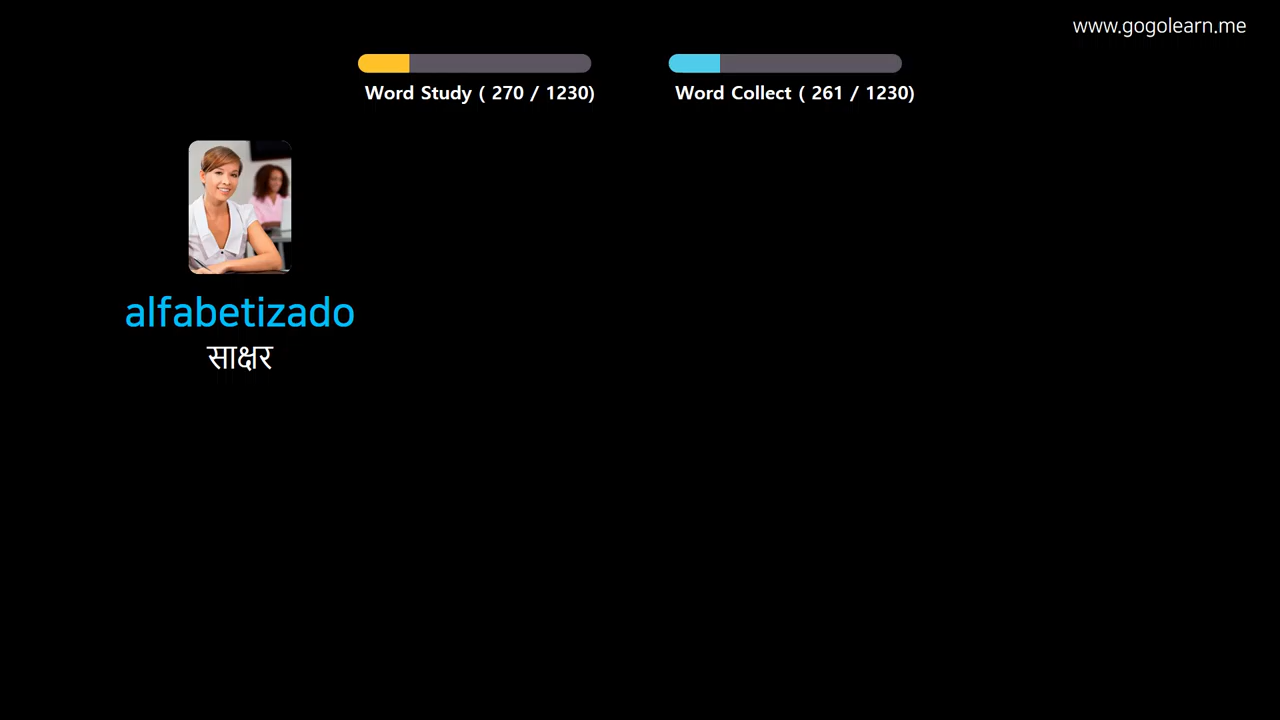 www.gogolearn.me
Word Study ( 270 / 1230)
Word Collect ( 261 / 1230)
alfabetizado
साक्षर